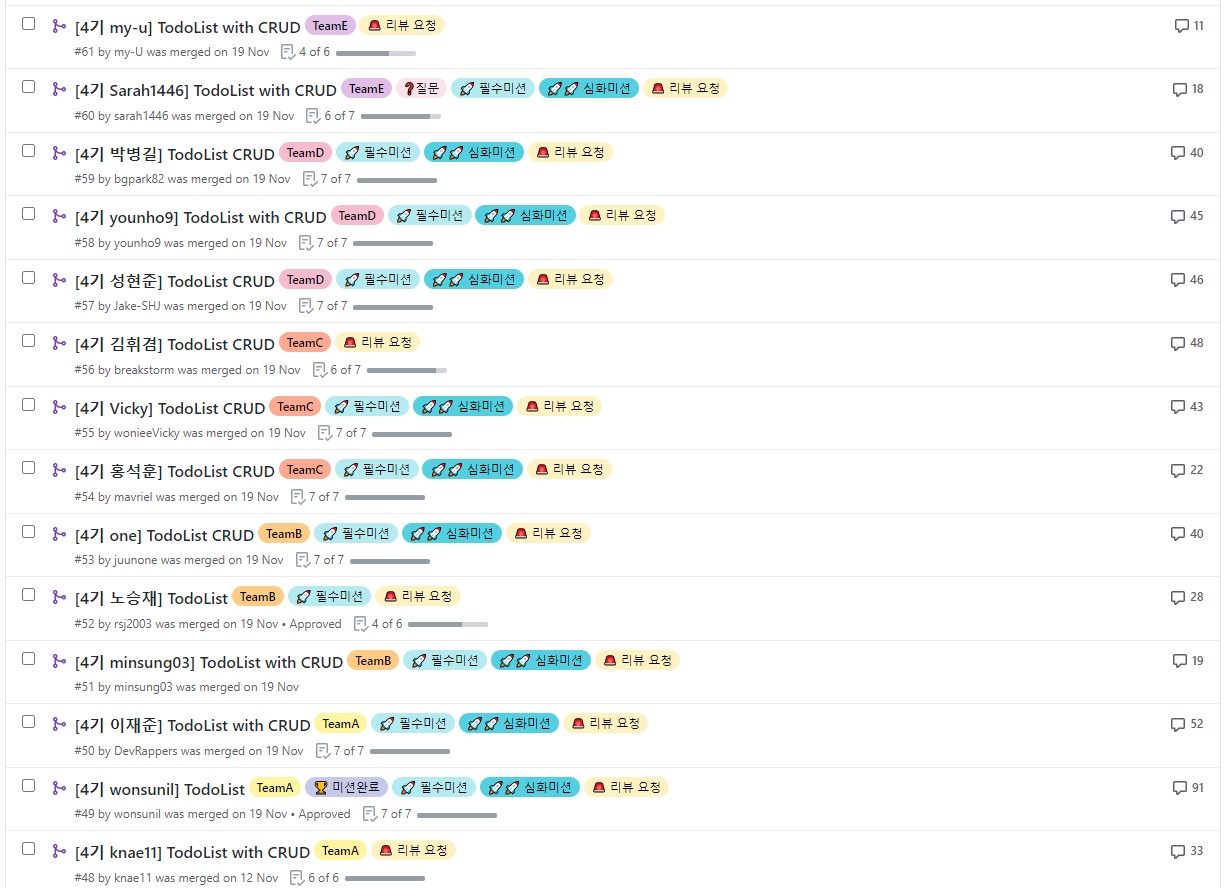 [4기 my-u] TodoList with CRUD TeamE 🚨 리뷰 요청 11
#61 by my-U was merged on 19 Nov 4 of 6
[4기 Sarah1446] TodoList with CRUD TeamE ❓질문 🚀 필수미션 🚀🚀 심화미션 🚨 리뷰 요청 18
#60 by sarah1446 was merged on 19 Nov 6 of 7
[4기 박병길] TodoList CRUD TeamD 🚀 필수미션 🚀🚀 심화미션 🚨 리뷰 요청 40
#59 by bgpark82 was merged on 19 Nov 7 of 7
[4기 younho9] TodoList with CRUD TeamD 🚀 필수미션 🚀🚀 심화미션 🚨 리뷰 요청 45
#58 by younho9 was merged on 19 Nov 7 of 7
[4기 성현준] TodoList CRUD TeamD 🚀 필수미션 🚀🚀 심화미션 🚨 리뷰 요청 46
#57 by Jake-SHJ was merged on 19 Nov 7 of 7
[4기 김휘겸] TodoList CRUD TeamC 🚨 리뷰 요청 48
#56 by breakstorm was merged on 19 Nov 6 of 7
[4기 Vicky] TodoList CRUD TeamC 🚀 필수미션 🚀🚀 심화미션 🚨 리뷰 요청 43
#55 by wonieeVicky was merged on 19 Nov 7 of 7
[4기 홍석훈] TodoList CRUD TeamC 🚀 필수미션 🚀🚀 심화미션 🚨 리뷰 요청 22
#54 by mavriel was merged on 19 Nov 7 of 7
[4기 one] TodoList CRUD TeamB 🚀 필수미션 🚀🚀 심화미션 🚨 리뷰 요청 40
#53 by juunone was merged on 19 Nov 7 of 7
[4기 노승재] TodoList TeamB 🚀 필수미션 🚨 리뷰 요청 28
#52 by rsj2003 was merged on 19 Nov • Approved 4 of 6
[4기 minsung03] TodoList with CRUD TeamB 🚀 필수미션 🚀🚀 심화미션 🚨 리뷰 요청 19
#51 by minsung03 was merged on 19 Nov
[4기 이재준] TodoList with CRUD TeamA 🚀 필수미션 🚀🚀 심화미션 🚨 리뷰 요청 52
#50 by DevRappers was merged on 19 Nov 7 of 7
[4기 wonsunil] TodoList TeamA 🏆 미션완료 🚀 필수미션 🚀🚀 심화미션 🚨 리뷰 요청 91
#49 by wonsunil was merged on 19 Nov • Approved 7 of 7
[4기 knae11] TodoList with CRUD TeamA 🚨 리뷰 요청 33
#48 by knae11 was merged on 12 Nov 6 of 6